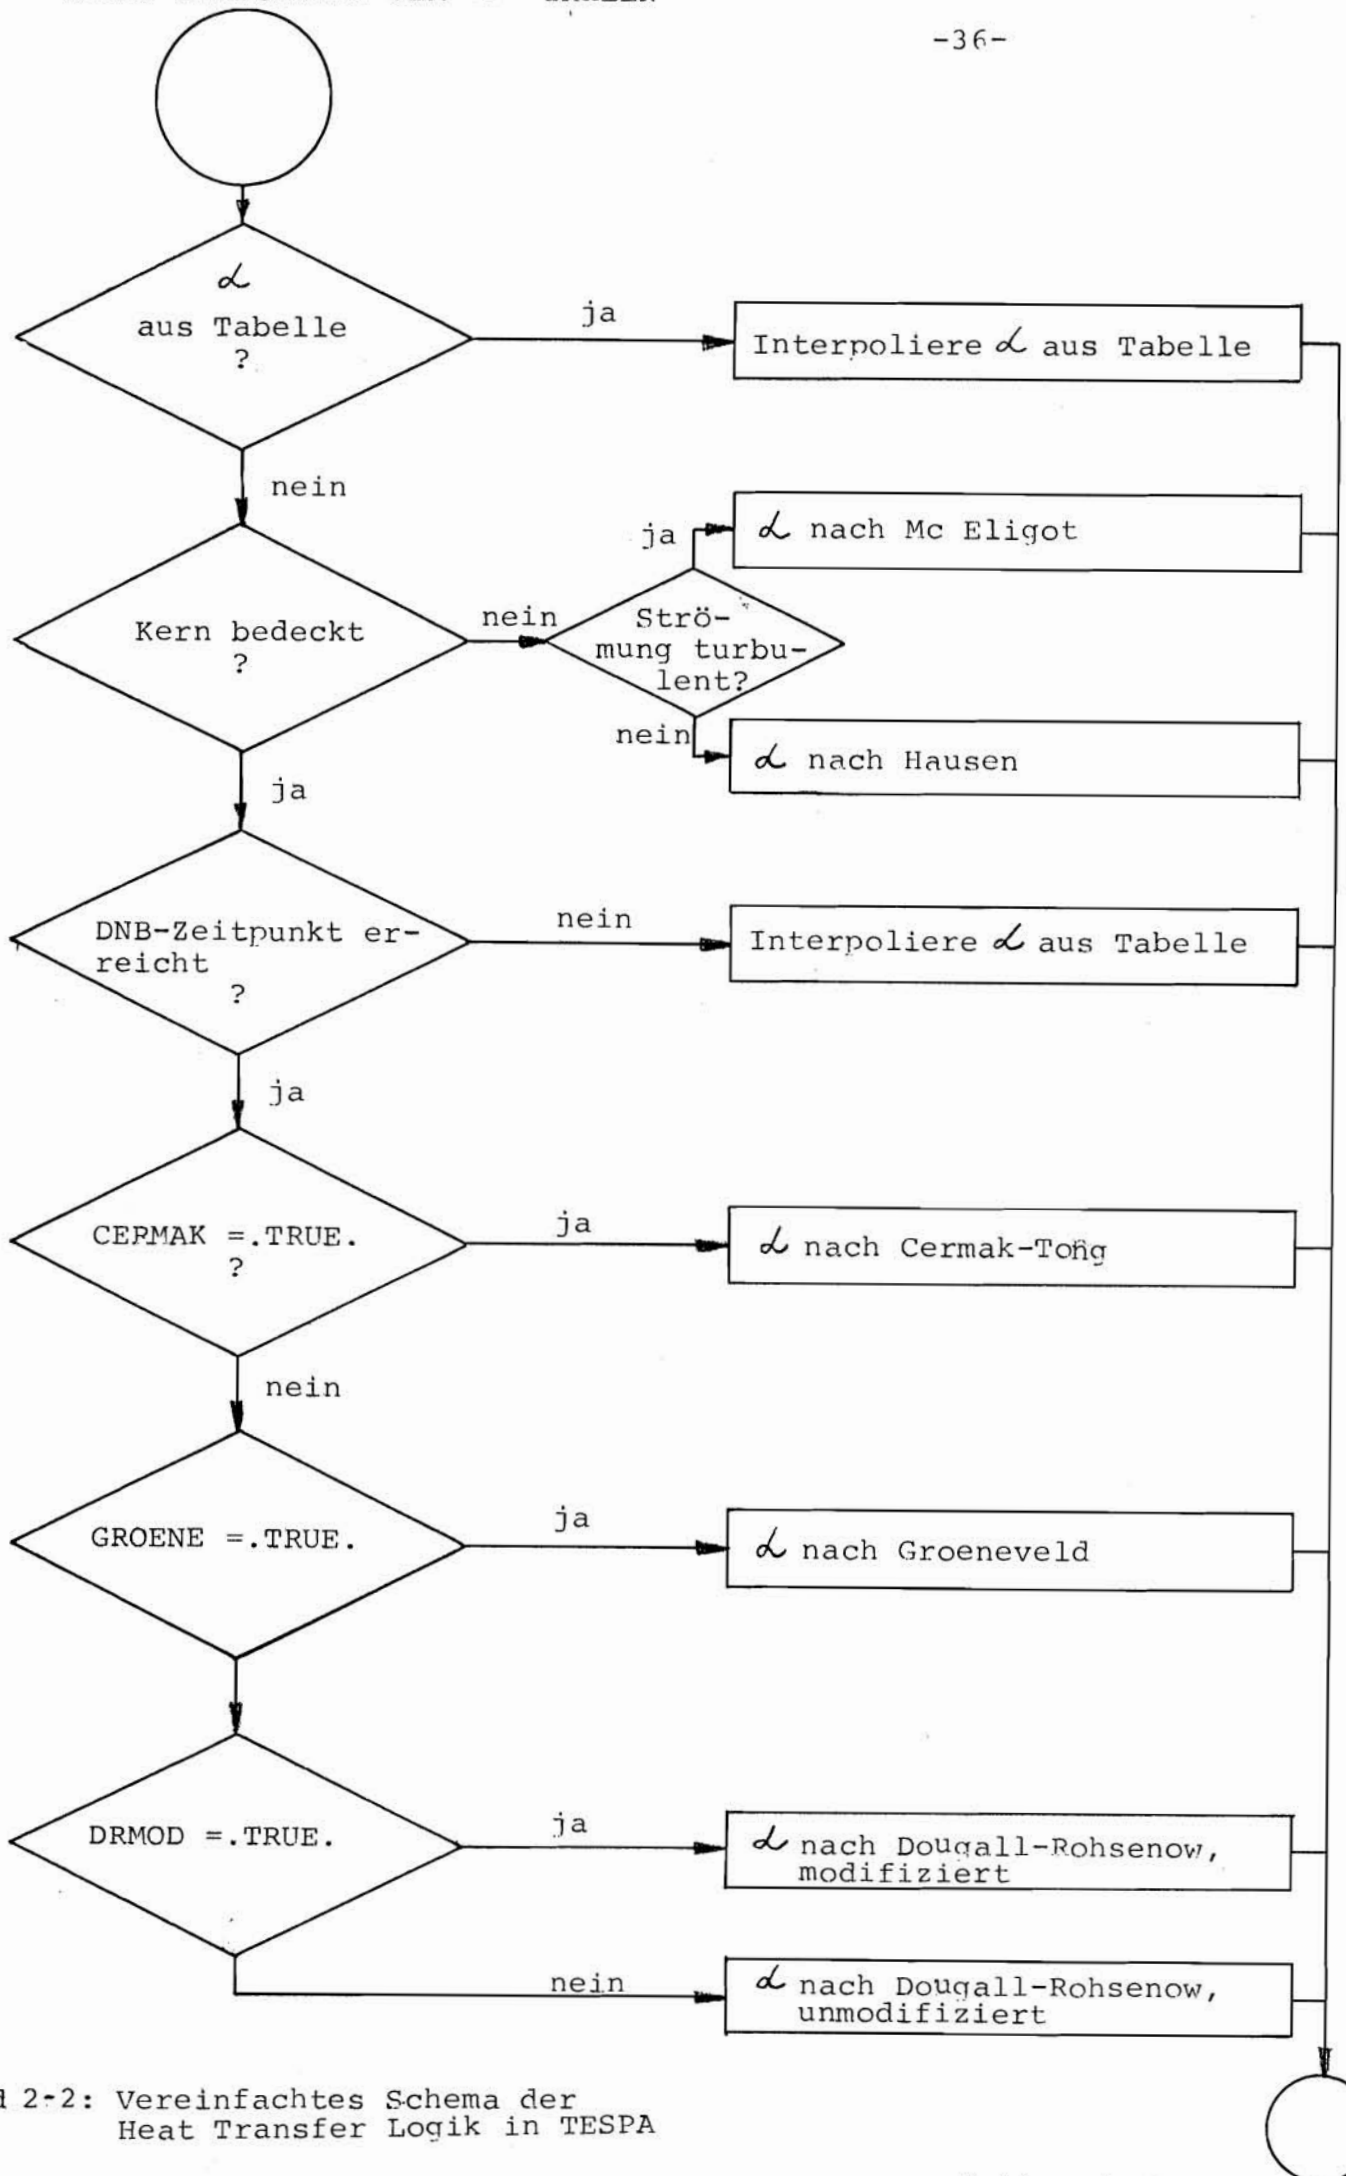 -36-
α
aus Tabelle
?
ja
Interpoliere α aus Tabelle
nein
ja
α nach Mc Eligot
Kern bedeckt
?
nein
Strö-
mung turbu-
lent?
nein
α nach Hausen
ja
DNB-Zeitpunkt er-
reicht
?
nein
Interpoliere α aus Tabelle
ja
CERMAK =.TRUE.
?
ja
α nach Cermak-Tong
nein
GROENE =.TRUE.
ja
α nach Groeneveld
DRMOD =.TRUE.
ja
α nach Dougall-Rohsenow,
modifiziert
nein
α nach Dougall-Rohsenow,
unmodifiziert
2-2: Vereinfachtes Schema der
Heat Transfer Logik in TESPA